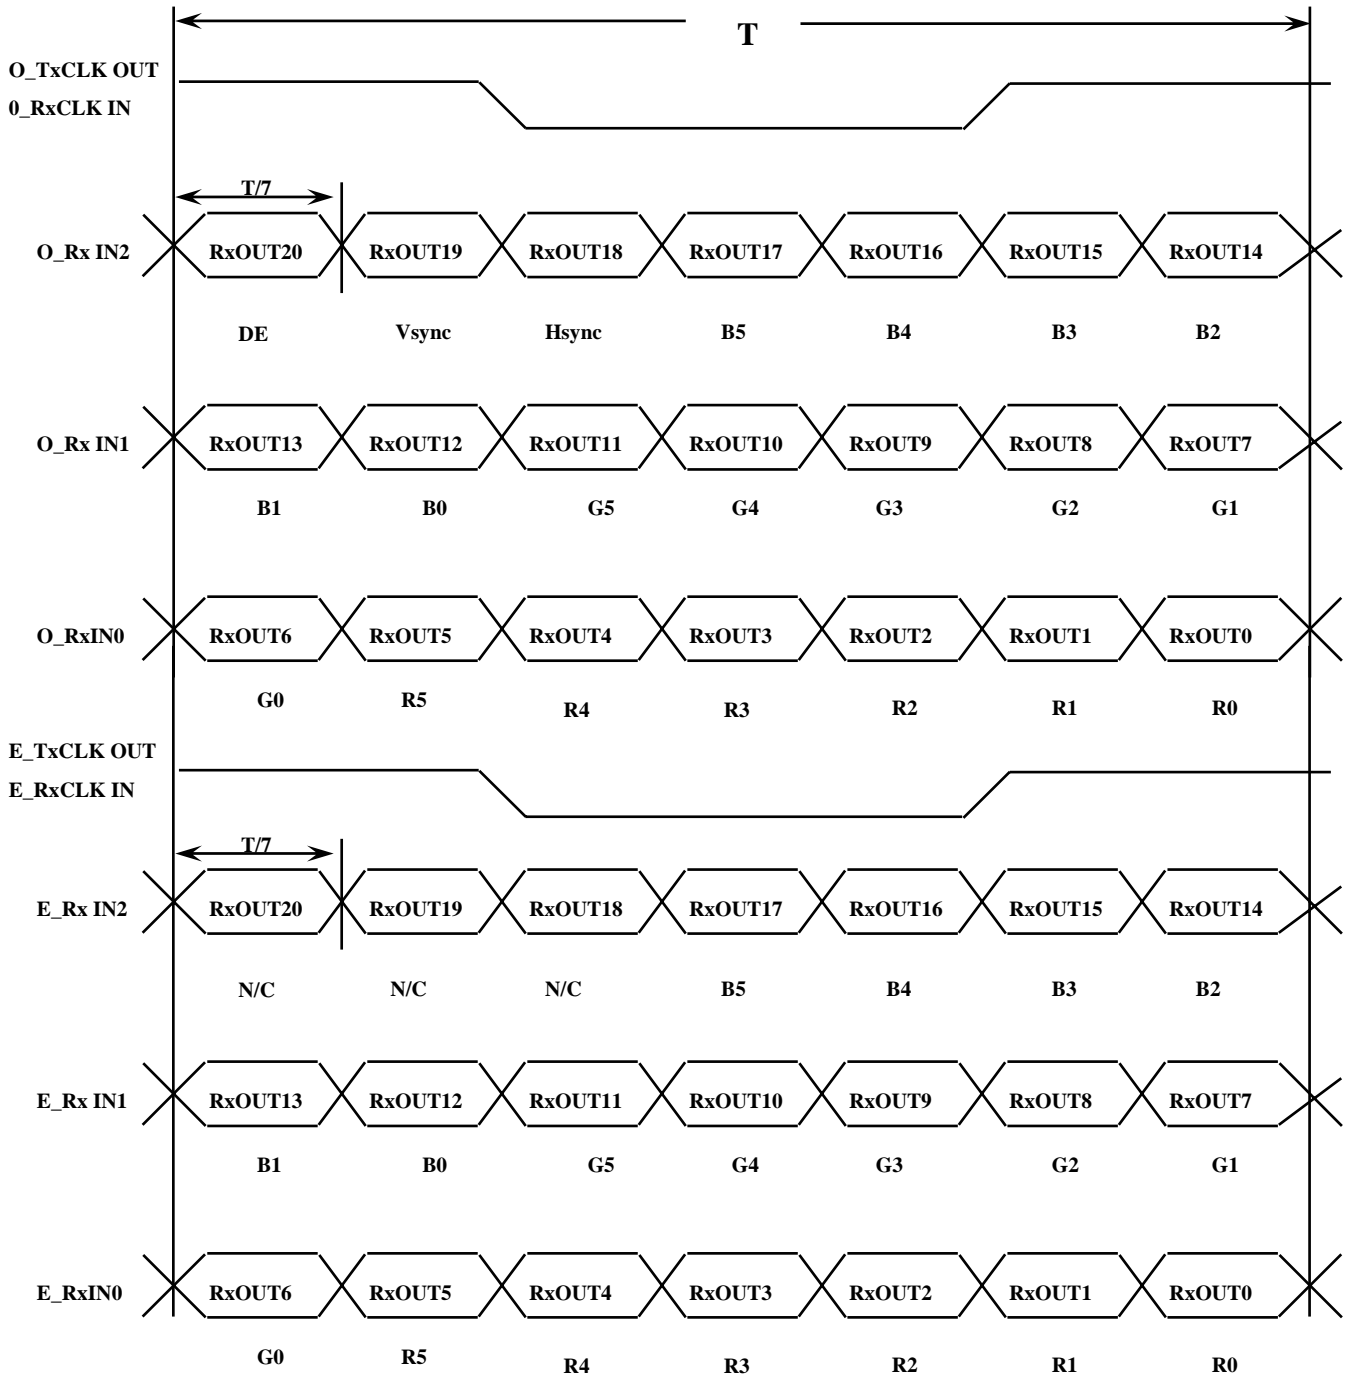 T
O_TxCLK OUT
0_RxCLK IN
T/7
O_Rx IN2 RxOUT20 RxOUT19 RxOUT18 RxOUT17 RxOUT16 RxOUT15 RxOUT14
DE Vsync Hsync B5 B4 B3 B2
O_Rx IN1 RxOUT13 RxOUT12 RxOUT11 RxOUT10 RxOUT9 RxOUT8 RxOUT7
B1 B0 G5 G4 G3 G2 G1
O_RxIN0 RxOUT6 RxOUT5 RxOUT4 RxOUT3 RxOUT2 RxOUT1 RxOUT0
G0 R5 R4 R3 R2 R1 R0
E_TxCLK OUT
E_RxCLK IN
T/7
E_Rx IN2 RxOUT20 RxOUT19 RxOUT18 RxOUT17 RxOUT16 RxOUT15 RxOUT14
N/C N/C N/C B5 B4 B3 B2
E_Rx IN1 RxOUT13 RxOUT12 RxOUT11 RxOUT10 RxOUT9 RxOUT8 RxOUT7
B1 B0 G5 G4 G3 G2 G1
E_RxIN0 RxOUT6 RxOUT5 RxOUT4 RxOUT3 RxOUT2 RxOUT1 RxOUT0
G0 R5 R4 R3 R2 R1 R0